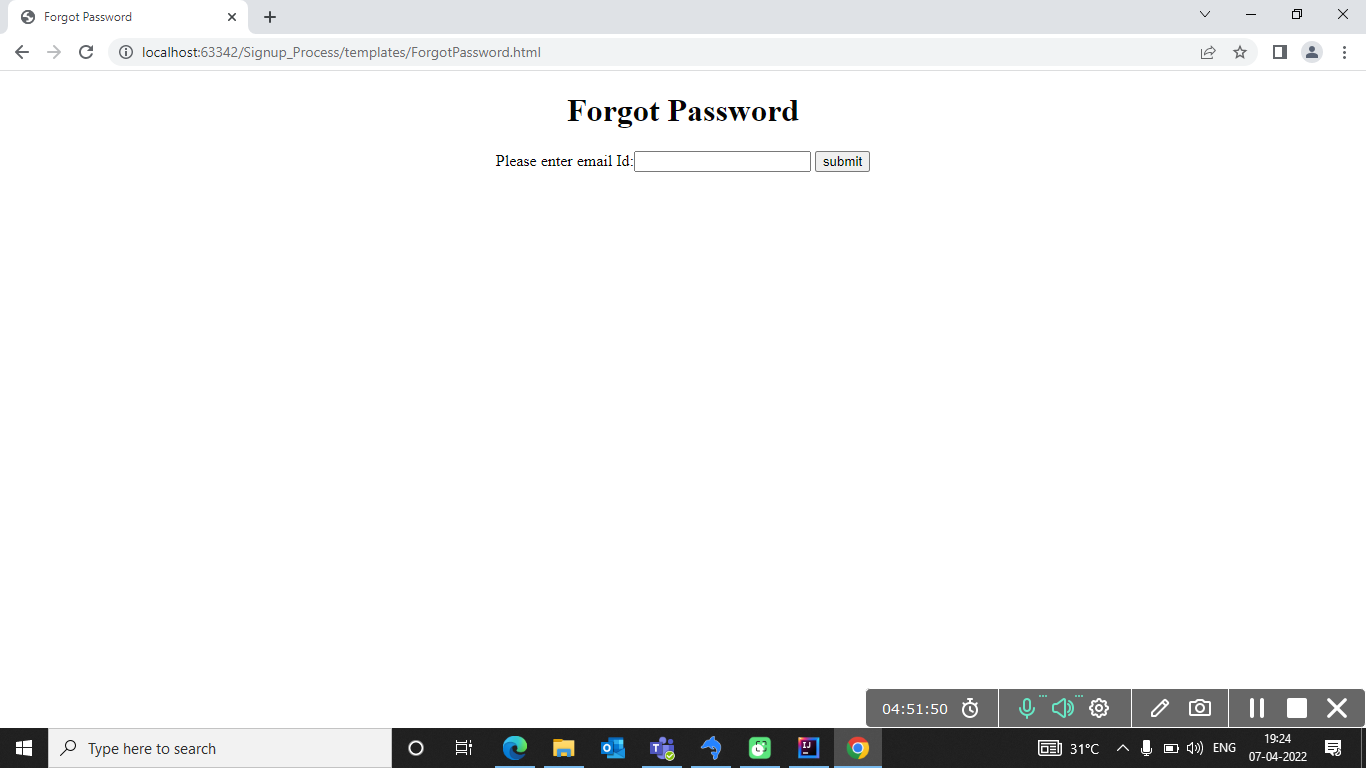 Forgot Password
localhost:63342/Signup_Process/templates/ForgotPassword.html
Forgot Password
Please enter email Id: submit
04:51:50
Type here to search
IJ
31°C
ENG
19:24
07-04-2022